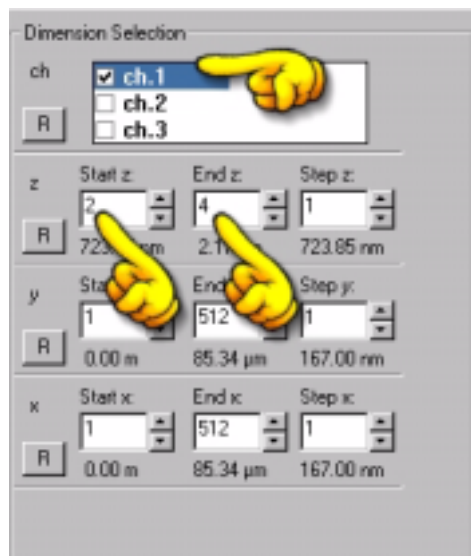 Dimension Selection
ch
ch.1
ch.2
ch.3
R
z
Start z:
End z:
Step z:
2
4
1
R
723.85 nm
y
End
Step y:
1
512
1
R
0.00 m
85.34 µm
167.00 nm
x
Start x:
End x:
Step x:
1
512
1
R
0.00 m
85.34 µm
167.00 nm